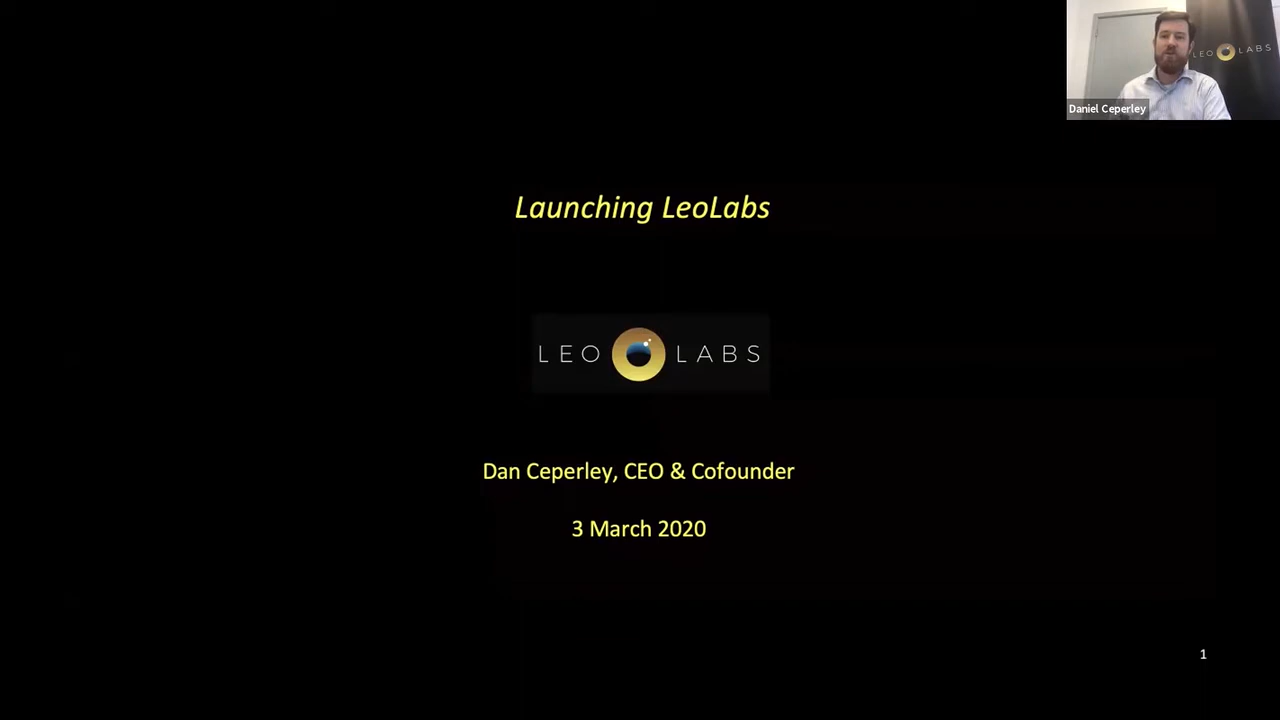 LEO LABS
Daniel Ceperley
Launching LeoLabs
LEO LABS
Dan Ceperley, CEO & Cofounder
3 March 2020
1